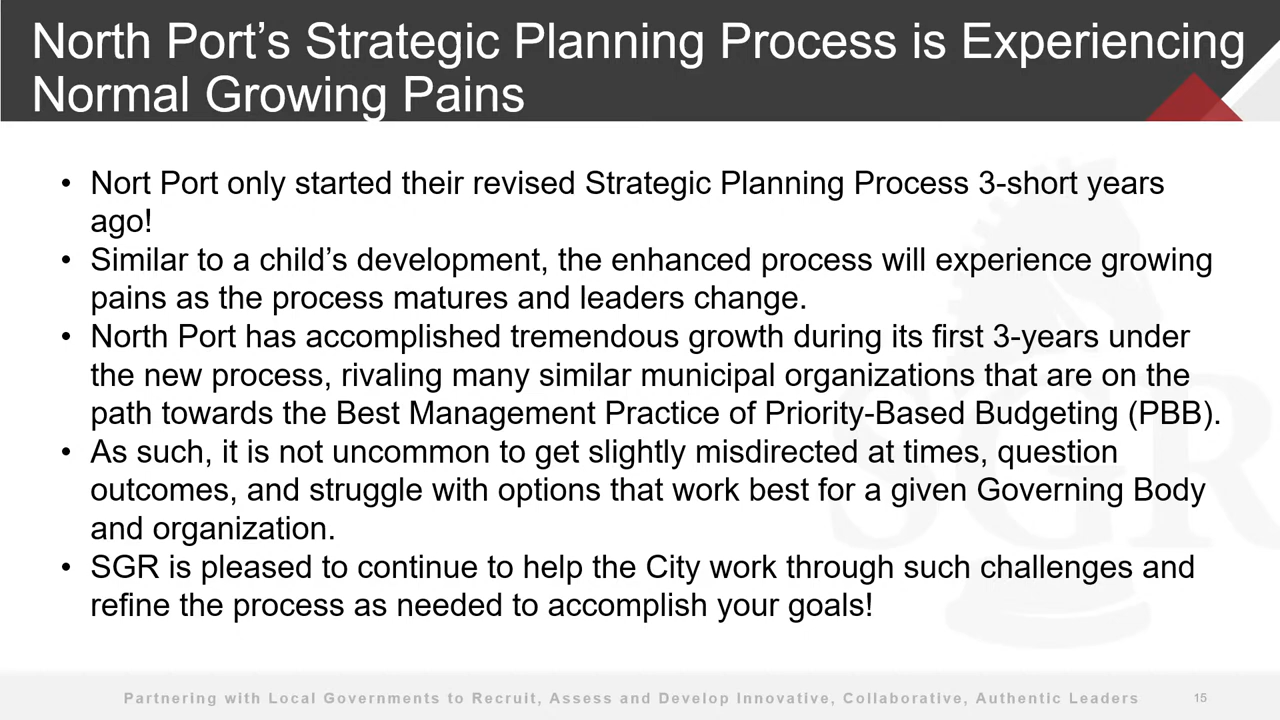 North Port’s Strategic Planning Process is Experiencing
Normal Growing Pains
• Nort Port only started their revised Strategic Planning Process 3-short years
ago!
• Similar to a child’s development, the enhanced process will experience growing
pains as the process matures and leaders change.
• North Port has accomplished tremendous growth during its first 3-years under
the new process, rivaling many similar municipal organizations that are on the
path towards the Best Management Practice of Priority-Based Budgeting (PBB).
• As such, it is not uncommon to get slightly misdirected at times, question
outcomes, and struggle with options that work best for a given Governing Body
and organization.
• SGR is pleased to continue to help the City work through such challenges and
refine the process as needed to accomplish your goals!
SGR
Partnering with Local Governments to Recruit, Assess and Develop Innovative, Collaborative, Authentic Leaders
15